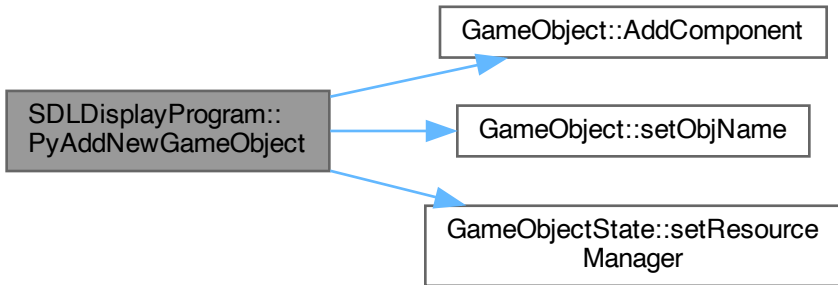 SDLDisplayProgram::
PyAddNewGameObject
GameObject::AddComponent
GameObject::setObjName
GameObjectState::setResource
Manager